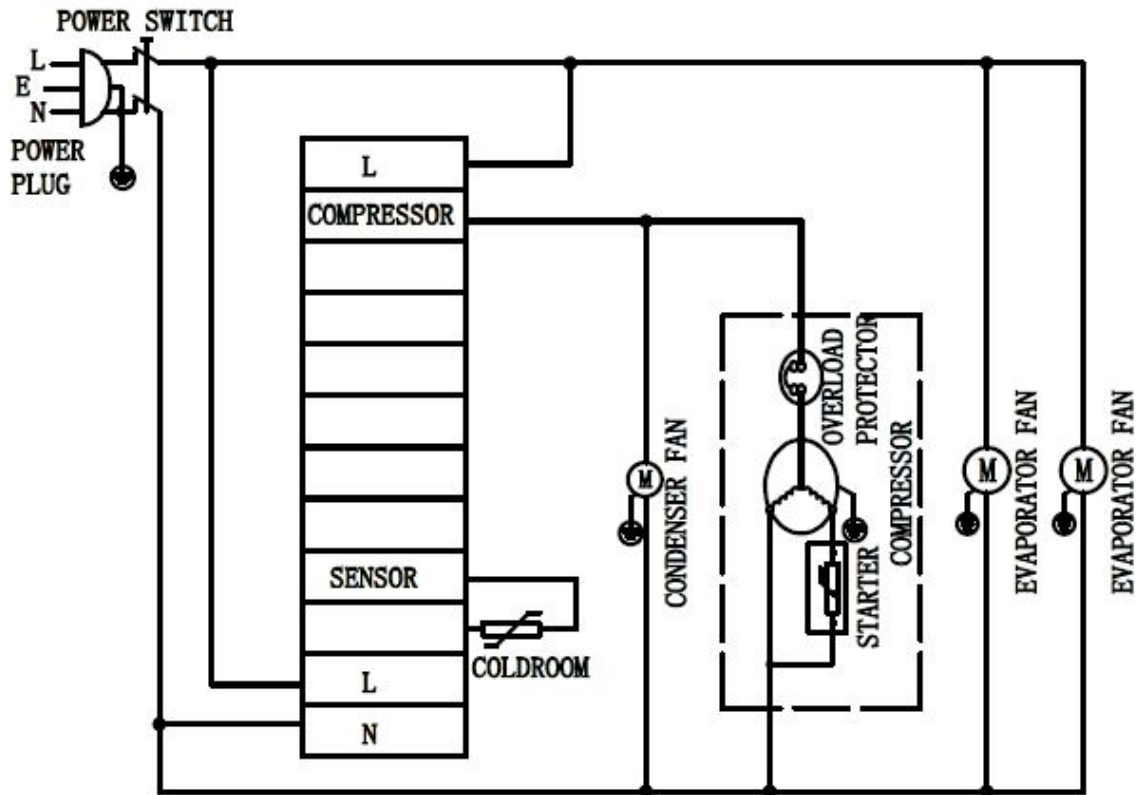 POWER SWITCH
L
E
N
POWER
PLUG
L
COMPRESSOR
SENSOR
L
N
COLDROOM
M
CONDENSER FAN
OVERLOAD
PROTECTOR
COMPRESSOR
STARTER
M
EVAPORATOR FAN
M
EVAPORATOR FAN